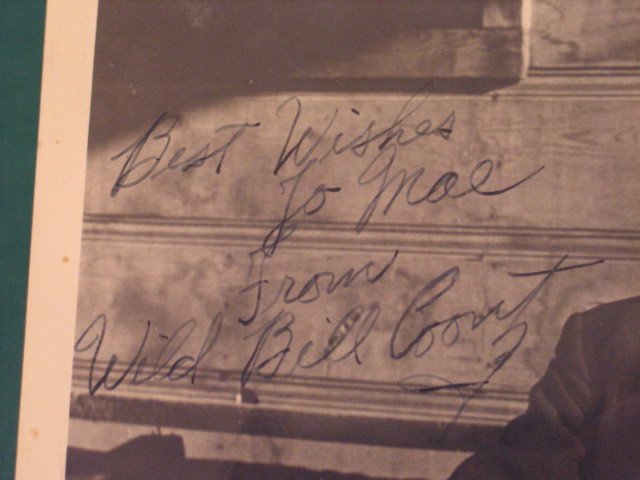 Best Wishes
To Mae
From
Wild Bill